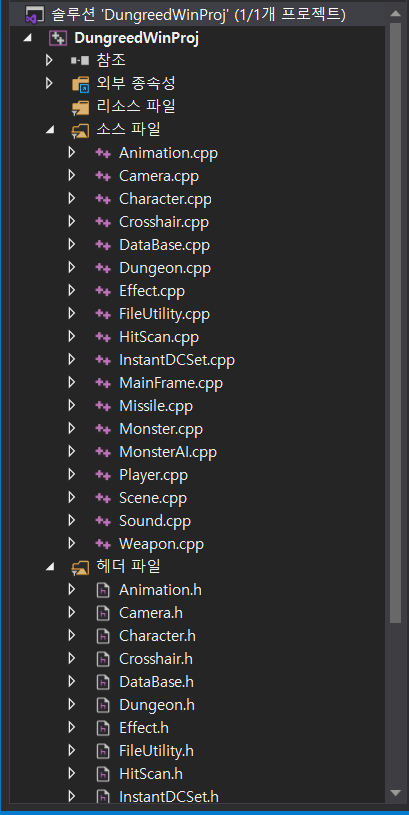 솔루션 'DungreedWinProj' (1/1개 프로젝트)
DungreedWinProj
참조
외부 종속성
리소스 파일
소스 파일
Animation.cpp
Camera.cpp
Character.cpp
Crosshair.cpp
DataBase.cpp
Dungeon.cpp
Effect.cpp
FileUtility.cpp
HitScan.cpp
InstantDCSet.cpp
MainFrame.cpp
Missile.cpp
Monster.cpp
MonsterAI.cpp
Player.cpp
Scene.cpp
Sound.cpp
Weapon.cpp
헤더 파일
Animation.h
Camera.h
Character.h
Crosshair.h
DataBase.h
Dungeon.h
Effect.h
FileUtility.h
HitScan.h
InstantDCSet.h